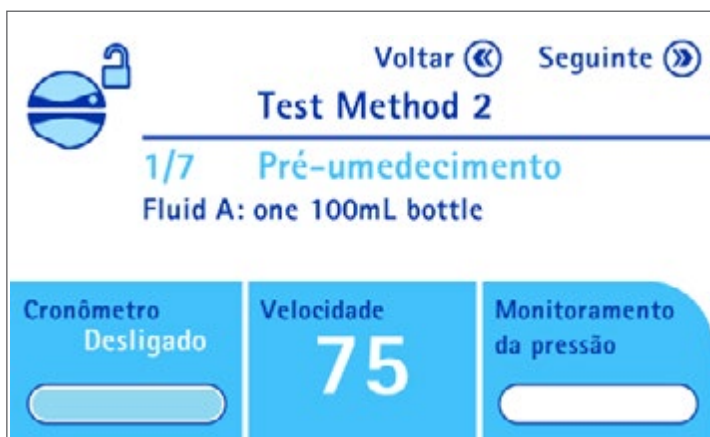 Voltar Seguinte
Test Method 2
1/7 Pré-umedecimento
Fluid A: one 100mL bottle
Cronômetro
Desligado
Velocidade
75
Monitoramento
da pressão